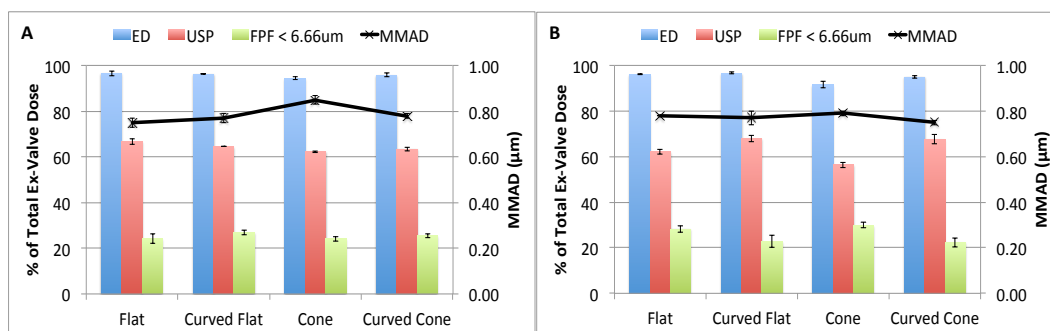 A
ED USP FPF < 6.66um MMAD
% of Total Ex-Valve Dose
100
80
60
40
20
0
1.00
0.80
0.60
0.40
0.20
0.00
MMAD (µm)
Flat Curved Flat Cone Curved Cone
B
ED USP FPF < 6.66um MMAD
% of Total Ex-Valve Dose
100
80
60
40
20
0
1.00
0.80
0.60
0.40
0.20
0.00
MMAD (µm)
Flat Curved Flat Cone Curved Cone